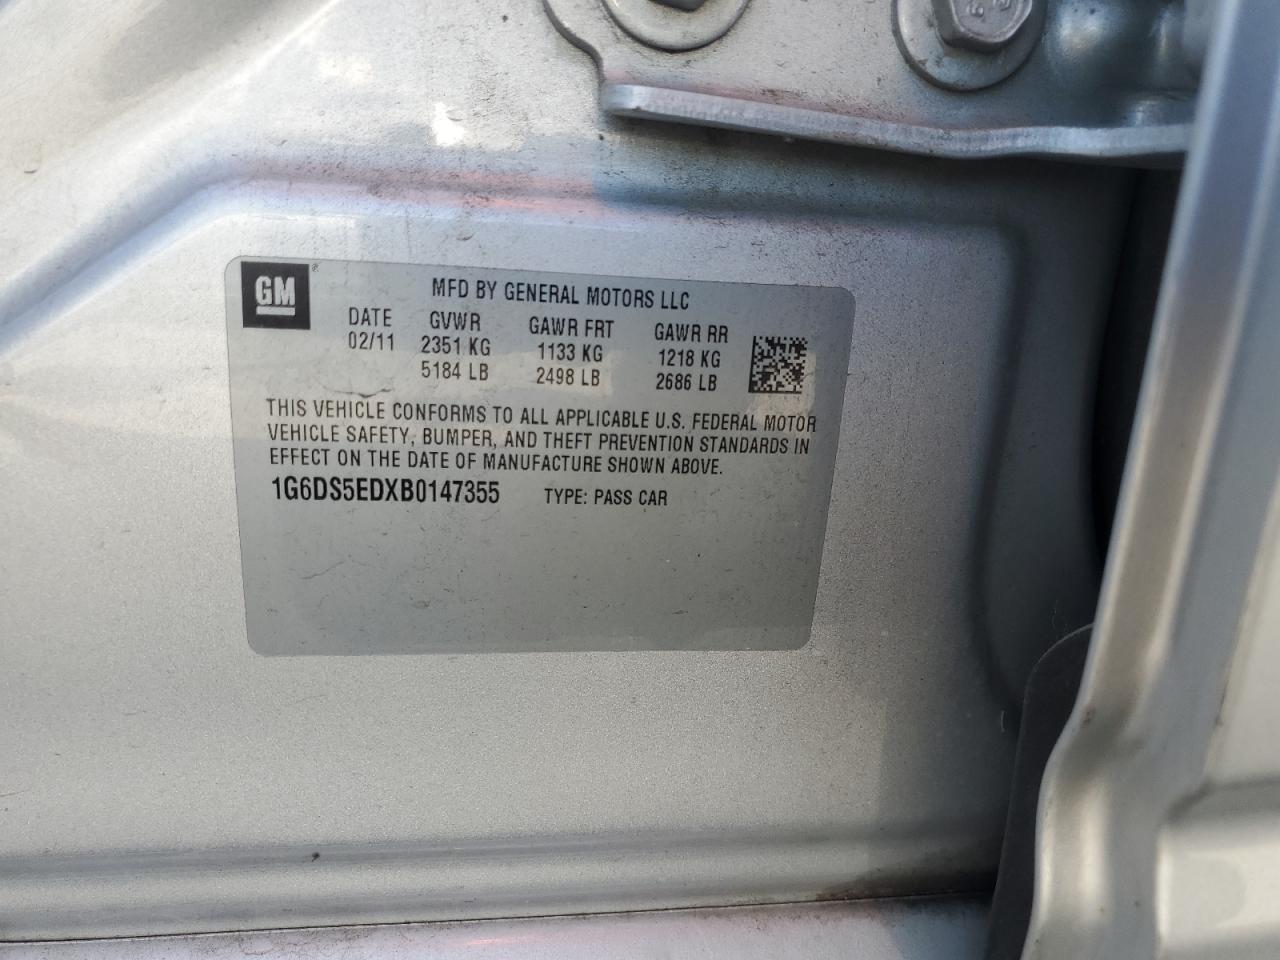 GM ®
MFD BY GENERAL MOTORS LLC
DATE GVWR GAWR FRT GAWR RR
02/11 2351 KG 1133 KG 1218 KG
5184 LB 2498 LB 2686 LB
THIS VEHICLE CONFORMS TO ALL APPLICABLE U.S. FEDERAL MOTOR
VEHICLE SAFETY, BUMPER, AND THEFT PREVENTION STANDARDS IN
EFFECT ON THE DATE OF MANUFACTURE SHOWN ABOVE.
1G6DS5EDXB0147355 TYPE: PASS CAR